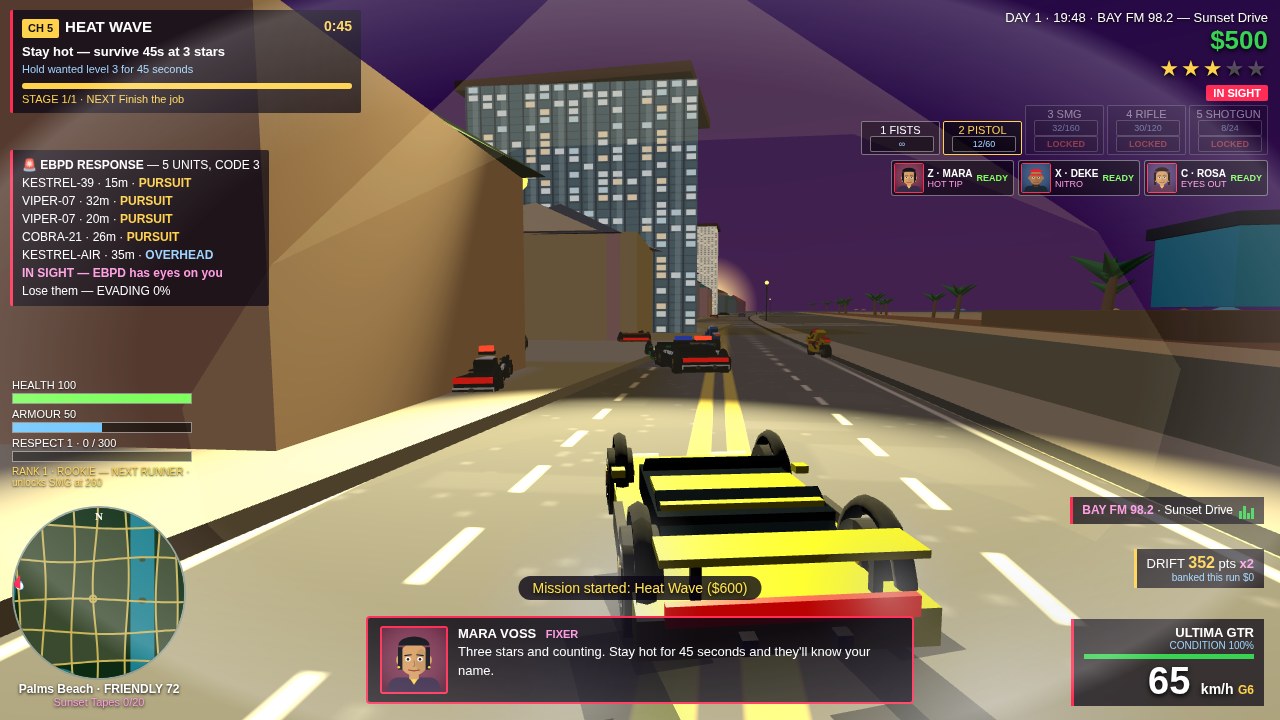 CH 5 HEAT WAVE 0:45
Stay hot — survive 45s at 3 stars
Hold wanted level 3 for 45 seconds
STAGE 1/1 · NEXT Finish the job
DAY 1 · 19:48 · BAY FM 98.2 — Sunset Drive
$500
IN SIGHT
1 FISTS
∞
2 PISTOL
12/60
3 SMG
32/160
LOCKED
4 RIFLE
30/120
LOCKED
5 SHOTGUN
8/24
LOCKED
Z · MARA
HOT TIP
READY
X · DEKE
NITRO
READY
C · ROSA
EYES OUT
READY
🚨 EBPD RESPONSE — 5 UNITS, CODE 3
KESTREL-39 · 15m · PURSUIT
VIPER-07 · 32m · PURSUIT
VIPER-07 · 20m · PURSUIT
COBRA-21 · 26m · PURSUIT
KESTREL-AIR · 35m · OVERHEAD
IN SIGHT — EBPD has eyes on you
Lose them — EVADING 0%
HEALTH 100
ARMOUR 50
RESPECT 1 · 0 / 300
RANK 1 · ROOKIE — NEXT RUNNER ·
unlocks SMG at 260
N
Palms Beach · FRIENDLY 72
Sunset Tapes 0/20
BAY FM 98.2 · Sunset Drive
DRIFT 352 pts x2
banked this run $0
Mission started: Heat Wave ($600)
MARA VOSS FIXER
Three stars and counting. Stay hot for 45 seconds and they'll know your
name.
ULTIMA GTR
CONDITION 100%
65 km/h G6